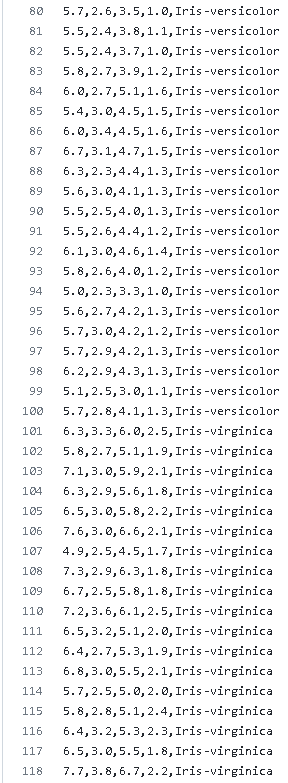 80 5.7,2.6,3.5,1.0,Iris-versicolor
81 5.5,2.4,3.8,1.1,Iris-versicolor
82 5.5,2.4,3.7,1.0,Iris-versicolor
83 5.8,2.7,3.9,1.2,Iris-versicolor
84 6.0,2.7,5.1,1.6,Iris-versicolor
85 5.4,3.0,4.5,1.5,Iris-versicolor
86 6.0,3.4,4.5,1.6,Iris-versicolor
87 6.7,3.1,4.7,1.5,Iris-versicolor
88 6.3,2.3,4.4,1.3,Iris-versicolor
89 5.6,3.0,4.1,1.3,Iris-versicolor
90 5.5,2.5,4.0,1.3,Iris-versicolor
91 5.5,2.6,4.4,1.2,Iris-versicolor
92 6.1,3.0,4.6,1.4,Iris-versicolor
93 5.8,2.6,4.0,1.2,Iris-versicolor
94 5.0,2.3,3.3,1.0,Iris-versicolor
95 5.6,2.7,4.2,1.3,Iris-versicolor
96 5.7,3.0,4.2,1.2,Iris-versicolor
97 5.7,2.9,4.2,1.3,Iris-versicolor
98 6.2,2.9,4.3,1.3,Iris-versicolor
99 5.1,2.5,3.0,1.1,Iris-versicolor
100 5.7,2.8,4.1,1.3,Iris-versicolor
101 6.3,3.3,6.0,2.5,Iris-virginica
102 5.8,2.7,5.1,1.9,Iris-virginica
103 7.1,3.0,5.9,2.1,Iris-virginica
104 6.3,2.9,5.6,1.8,Iris-virginica
105 6.5,3.0,5.8,2.2,Iris-virginica
106 7.6,3.0,6.6,2.1,Iris-virginica
107 4.9,2.5,4.5,1.7,Iris-virginica
108 7.3,2.9,6.3,1.8,Iris-virginica
109 6.7,2.5,5.8,1.8,Iris-virginica
110 7.2,3.6,6.1,2.5,Iris-virginica
111 6.5,3.2,5.1,2.0,Iris-virginica
112 6.4,2.7,5.3,1.9,Iris-virginica
113 6.8,3.0,5.5,2.1,Iris-virginica
114 5.7,2.5,5.0,2.0,Iris-virginica
115 5.8,2.8,5.1,2.4,Iris-virginica
116 6.4,3.2,5.3,2.3,Iris-virginica
117 6.5,3.0,5.5,1.8,Iris-virginica
118 7.7,3.8,6.7,2.2,Iris-virginica